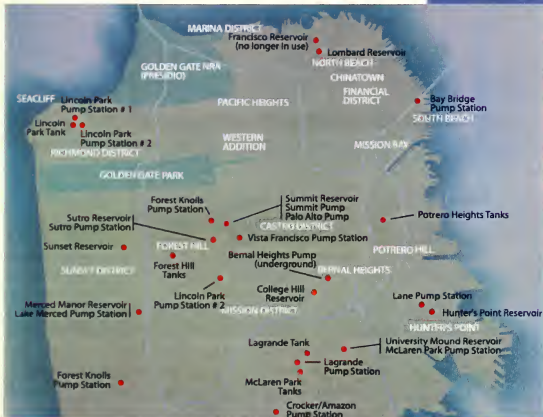 MARINA DISTRICT
Francisco Reservoir
(no longer in use)
Lombard Reservoir
NORTH BEACH
GOLDEN GATE NRA
(PRESIDIO)
CHINATOWN
FINANCIAL
DISTRICT
SEACLIFF
Lincoln Park
Pump Station # 1
PACIFIC HEIGHTS
Bay Bridge
Pump Station
SOUTH BEACH
Lincoln
Park Tank
Lincoln Park
Pump Station # 2
RICHMOND DISTRICT
WESTERN
ADDITION
MISSION BAY
GOLDEN GATE PARK
Forest Knolls
Pump Station
Summit Reservoir
Summit Pump
Palo Alto Pump
Sutro Reservoir
Sutro Pump Station
CASTRO DISTRICT
Potrero Heights Tanks
Sunset Reservoir
FOREST HILL
Vista Francisco Pump Station
POTRERO HILL
Forest Hill
Tanks
Bernal Heights Pump
(underground)
BERNAL HEIGHTS
SUNSET DISTRICT
Lincoln Park
Pump Station # 2
College Hill
Reservoir
Lane Pump Station
Merced Manor Reservoir
Lake Merced Pump Station
MISSION DISTRICT
Hunter's Point Reservoir
HUNTER'S POINT
Lagrande Tank
University Mound Reservoir
McLaren Park Pump Station
Lagrande
Pump Station
Forest Knolls
Pump Station
McLaren Park
Tanks
Crocker/Amazon
Pump Station